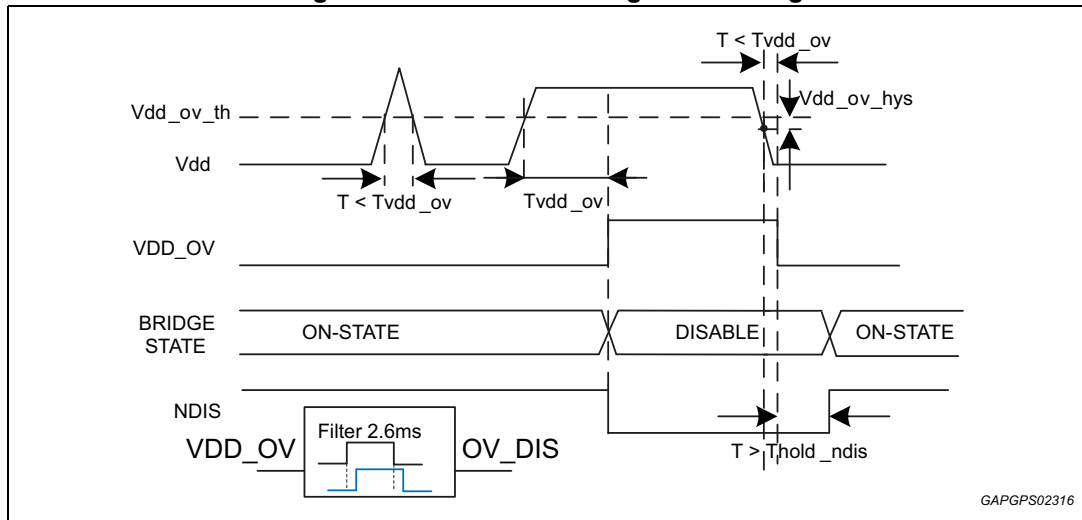 T < Tvdd_ov
Vdd_ov_hys
Vdd_ov_th
Vdd
T < Tvdd_ov
Tvdd_ov
VDD_OV
BRIDGE
STATE
ON-STATE
DISABLE
ON-STATE
NDIS
Filter 2.6ms
VDD_OV
OV_DIS
T > Thold_ndis
GAPGPS02316